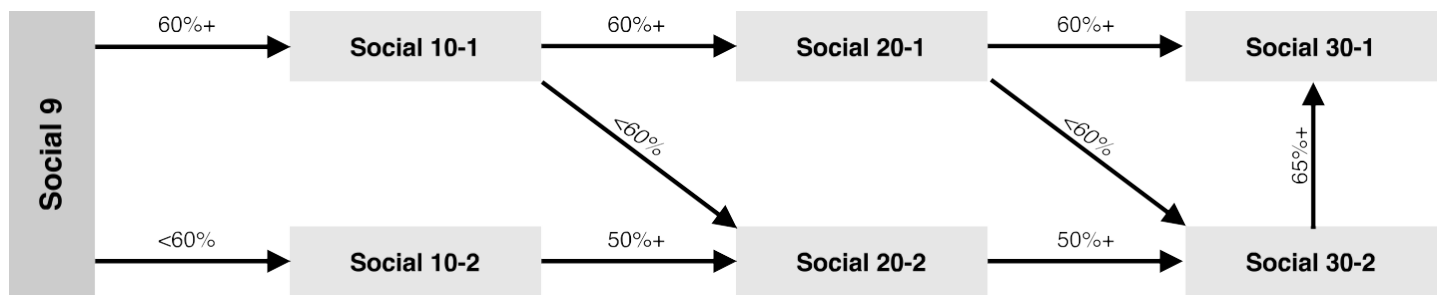 Social 9
60%+
Social 10-1
60%+
Social 20-1
60%+
Social 30-1
<60%
<60%
65%+
<60%
Social 10-2
50%+
Social 20-2
50%+
Social 30-2